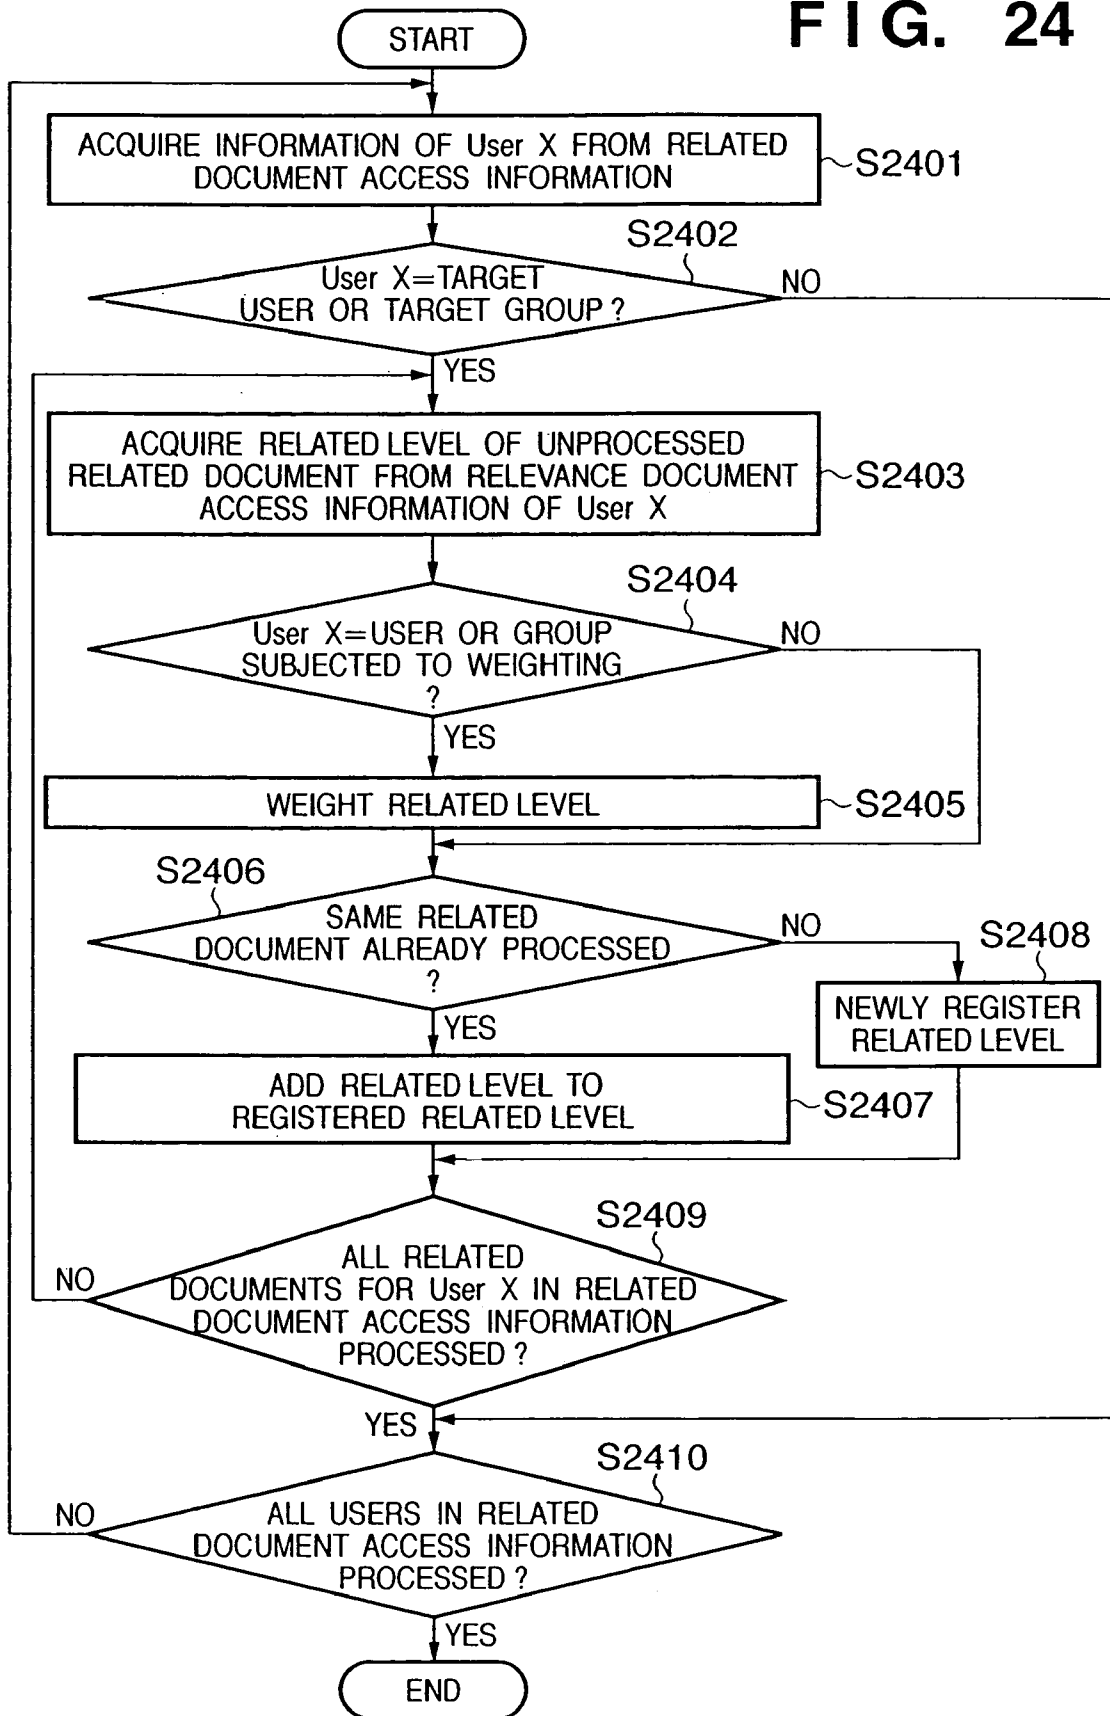 FIG. 24
START
ACQUIRE INFORMATION OF User X FROM RELATED
DOCUMENT ACCESS INFORMATION
S2401
S2402
User X=TARGET
USER OR TARGET GROUP?
NO
YES
ACQUIRE RELATED LEVEL OF UNPROCESSED
RELATED DOCUMENT FROM RELEVANCE DOCUMENT
ACCESS INFORMATION OF User X
S2403
S2404
User X=USER OR GROUP
SUBJECTED TO WEIGHTING
?
NO
YES
WEIGHT RELATED LEVEL
S2405
S2406
SAME RELATED
DOCUMENT ALREADY PROCESSED
?
NO
S2408
NEWLY REGISTER
RELATED LEVEL
YES
ADD RELATED LEVEL TO
REGISTERED RELATED LEVEL
S2407
S2409
ALL RELATED
DOCUMENTS FOR User X IN RELATED
DOCUMENT ACCESS INFORMATION
PROCESSED?
NO
YES
S2410
ALL USERS IN RELATED
DOCUMENT ACCESS INFORMATION
PROCESSED?
NO
YES
END